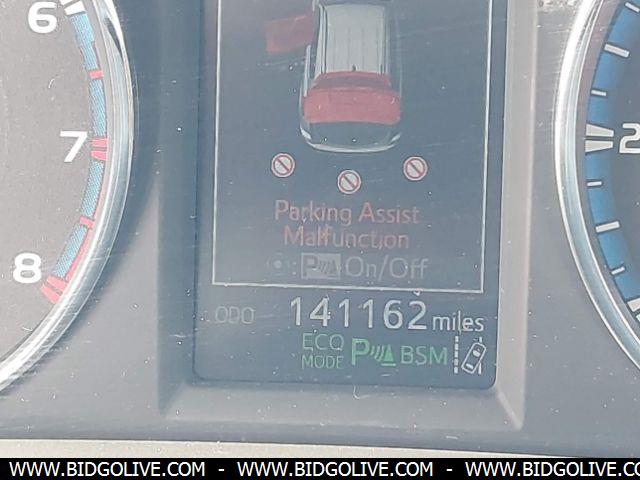 6
7
8
2
Parking Assist
Malfunction
: P On/Off
ODO 141162 miles
ECO MODE P BSM
WWW.BIDGOLIVE.COM - WWW.BIDGOLIVE.COM - WWW.BIDGOLIVE.COM